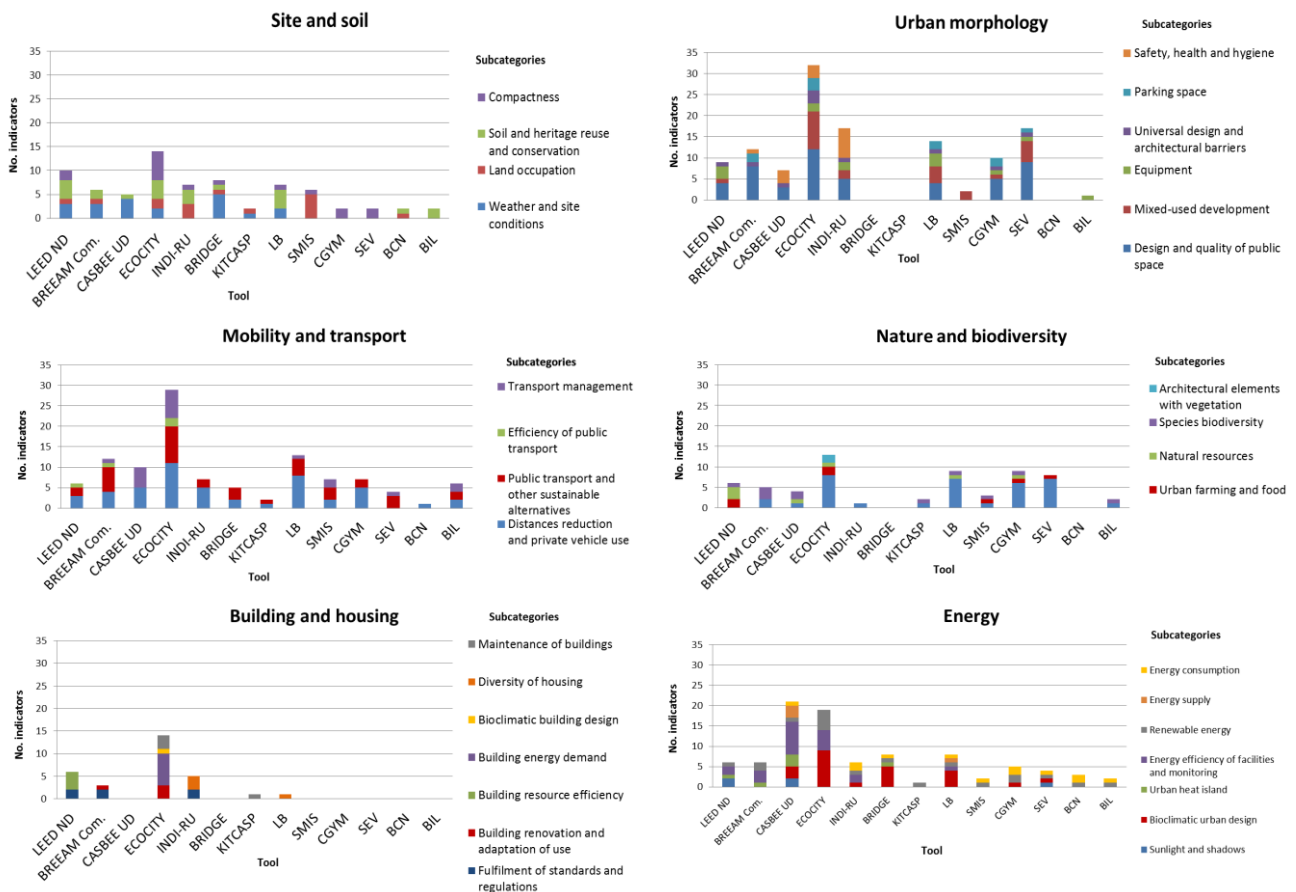 Site and soil
No. indicators
35
30
25
20
15
10
5
0
LEED ND
BREEAM Com.
CASBEE UD
ECOCITY
INDI-RU
BRIDGE
KITCASP
LB
SMIS
CGYM
SEV
BCN
BIL
Tool
Subcategories
Compactness
Soil and heritage reuse and
conservation
Land occupation
Weather and site
conditions
Urban morphology
No. indicators
35
30
25
20
15
10
5
0
LEED ND
BREEAM Com.
CASBEE UD
ECOCITY
INDI-RU
BRIDGE
KITCASP
LB
SMIS
CGYM
SEV
BCN
BIL
Tool
Subcategories
Safety, health and hygiene
Parking space
Universal design and
architectural barriers
Equipment
Mixed-used development
Design and quality of public
space
Mobility and transport
No. indicators
35
30
25
20
15
10
5
0
LEED ND
BREEAM Com.
CASBEE UD
ECOCITY
INDI-RU
BRIDGE
KITCASP
LB
SMIS
CGYM
SEV
BCN
BIL
Tool
Subcategories
Transport management
Efficiency of public
transport
Public transport and
other sustainable
alternatives
Distances reduction
and private vehicle use
Nature and biodiversity
No. indicators
35
30
25
20
15
10
5
0
LEED ND
BREEAM Com.
CASBEE UD
ECOCITY
INDI-RU
BRIDGE
KITCASP
LB
SMIS
CGYM
SEV
BCN
BIL
Tool
Subcategories
Architectural elements
with vegetation
Species biodiversity
Natural resources
Urban farming and food
Building and housing
No. indicators
35
30
25
20
15
10
5
0
LEED ND
BREEAM Com.
CASBEE UD
ECOCITY
INDI-RU
BRIDGE
KITCASP
LB
SMIS
CGYM
SEV
BCN
BIL
Tool
Subcategories
Maintenance of buildings
Diversity of housing
Bioclimatic building design
Building energy demand
Building resource efficiency
Building renovation and
adaptation of use
Fulfilment of standards and
regulations
Energy
No. indicators
35
30
25
20
15
10
5
0
LEED ND
BREEAM Com.
CASBEE UD
ECOCITY
INDI-RU
BRIDGE
KITCASP
LB
SMIS
CGYM
SEV
BCN
BIL
Tool
Subcategories
Energy consumption
Energy supply
Renewable energy
Energy efficiency of facilities
and monitoring
Urban heat island
Bioclimatic urban design
Sunlight and shadows